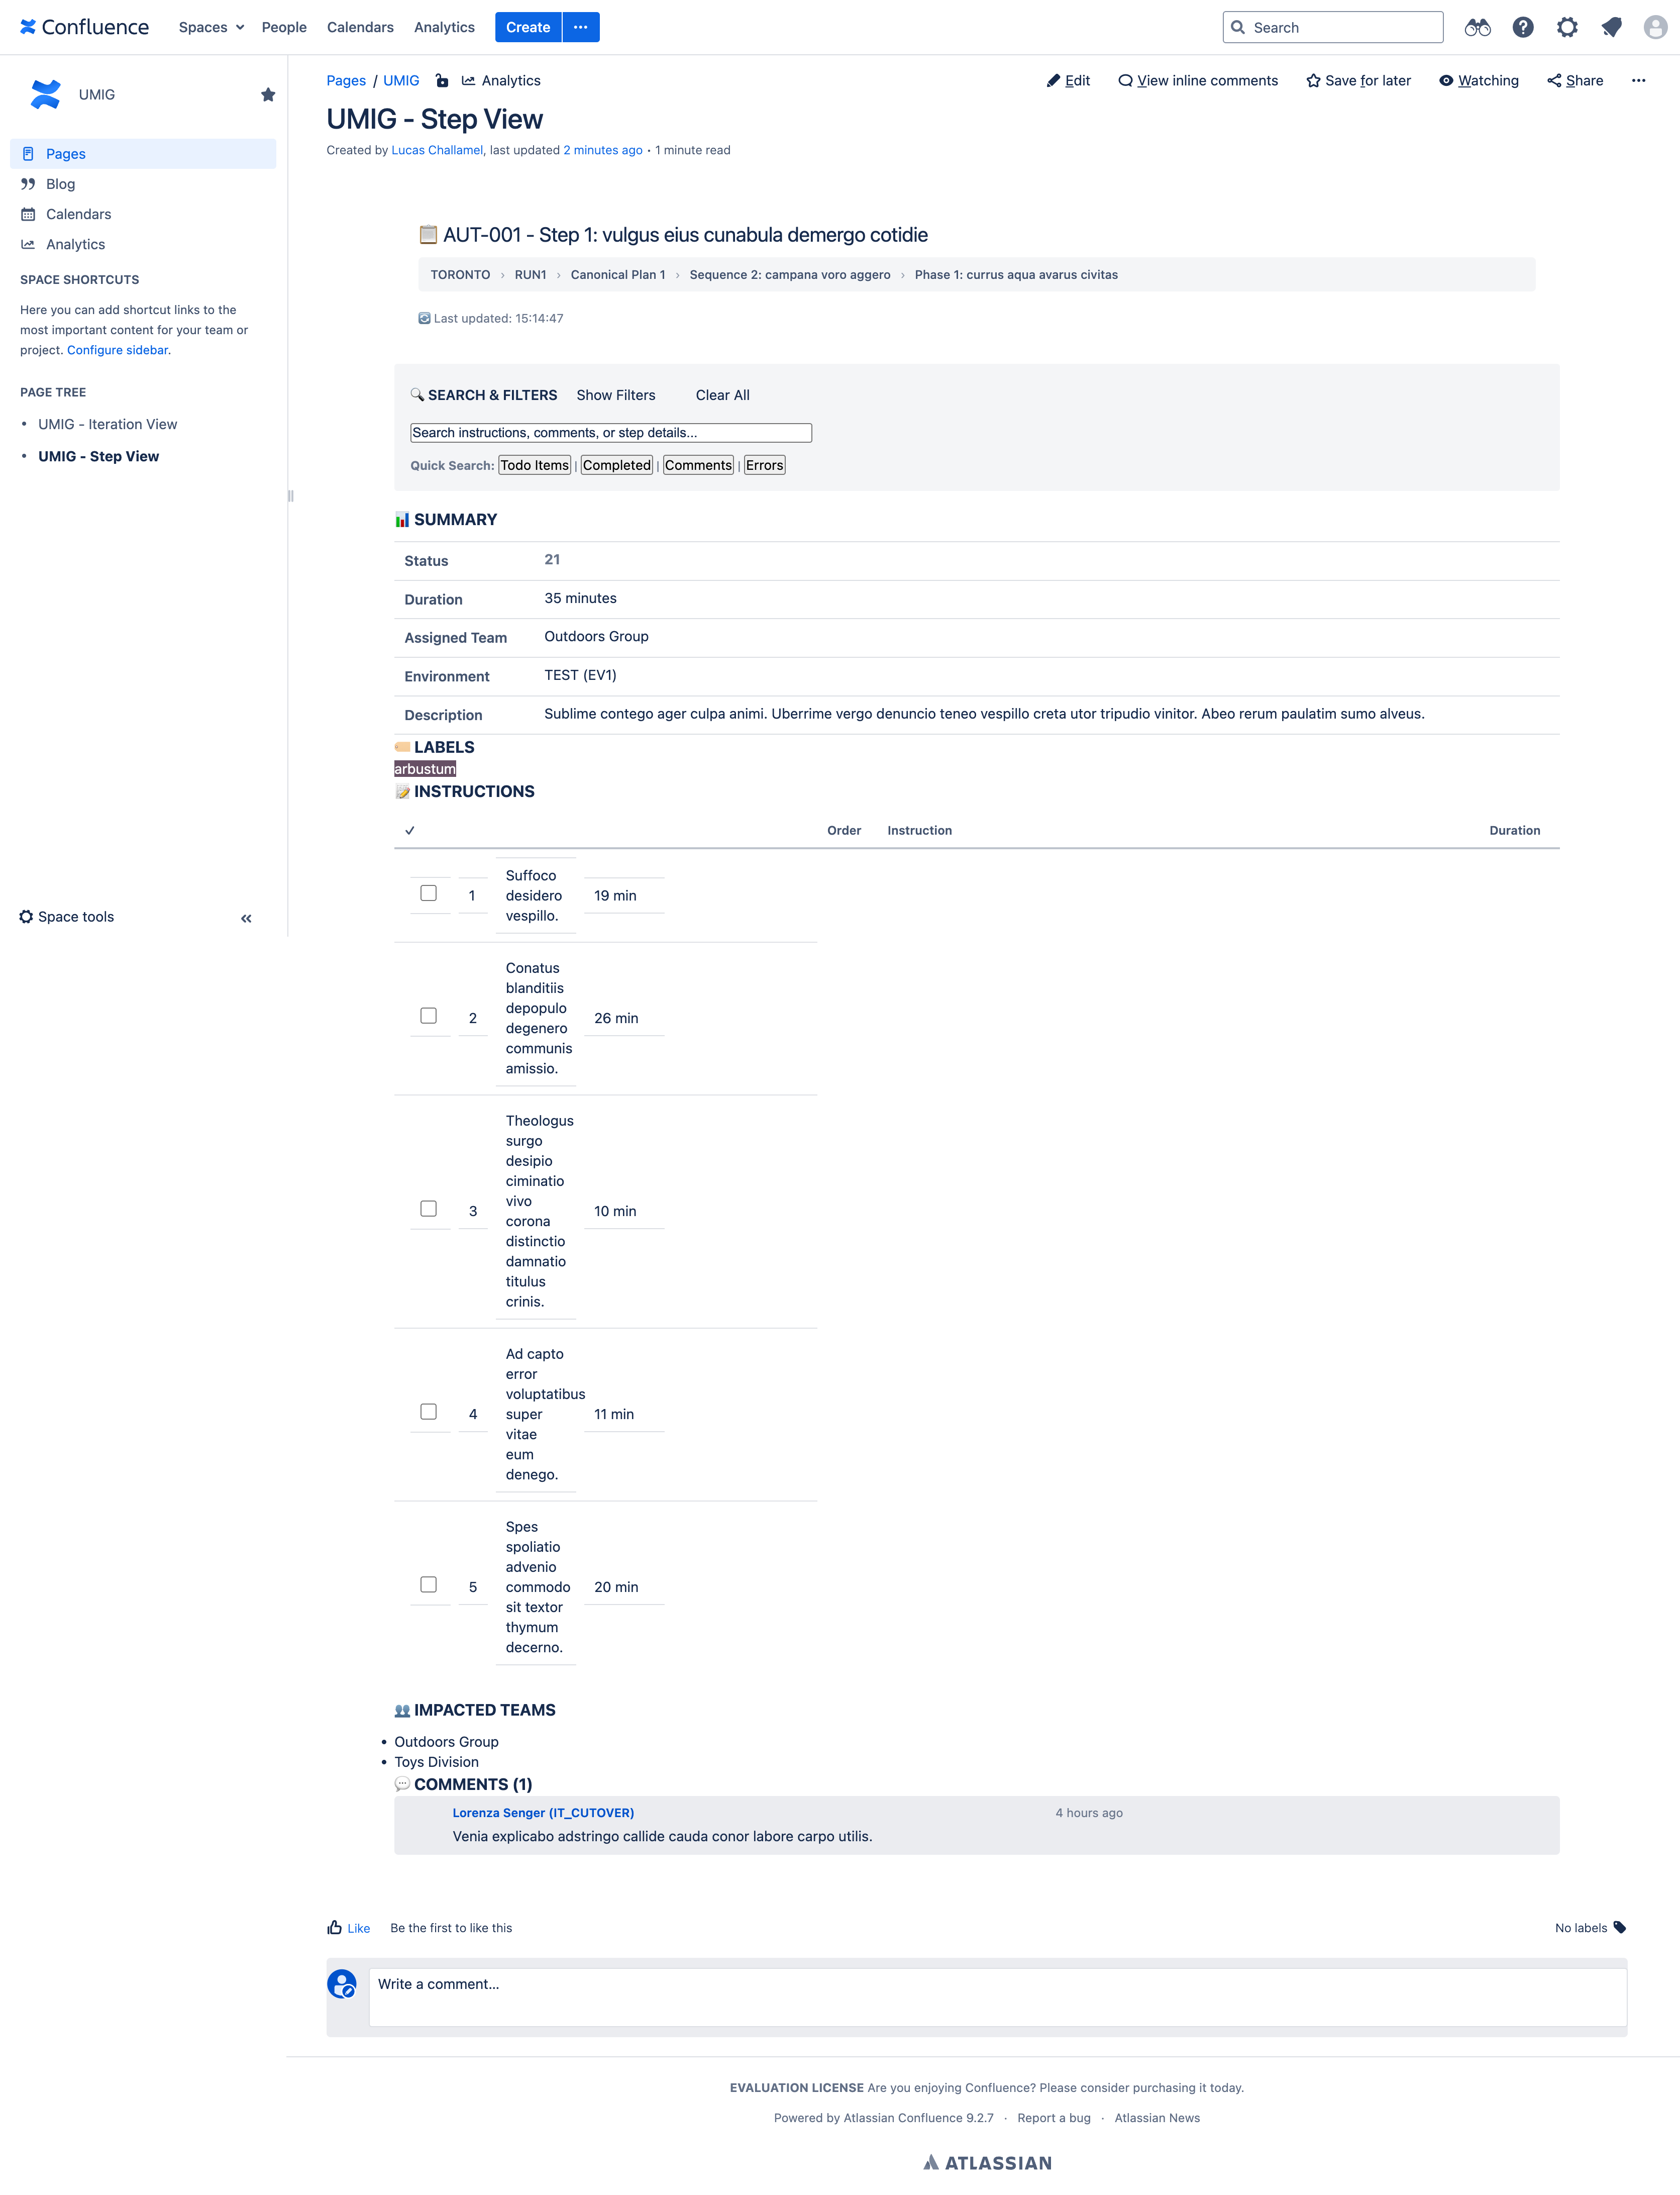 Confluence Spaces People Calendars Analytics Create ··· Search
UMIG
Pages
Blog
Calendars
Analytics
SPACE SHORTCUTS
Here you can add shortcut links to the
most important content for your team or
project. Configure sidebar.
PAGE TREE
• UMIG - Iteration View
• UMIG - Step View
Space tools
Pages / UMIG Analytics Edit View inline comments Save for later Watching Share ···
UMIG - Step View
Created by Lucas Challamel, last updated 2 minutes ago • 1 minute read
📋 AUT-001 - Step 1: vulgus eius cunabula demergo cotidie
TORONTO › RUN1 › Canonical Plan 1 › Sequence 2: campana voro aggero › Phase 1: currus aqua avarus civitas
🔄 Last updated: 15:14:47
🔍 SEARCH & FILTERS Show Filters Clear All
Search instructions, comments, or step details...
Quick Search: Todo Items | Completed | Comments | Errors
📊 SUMMARY
Status 21
Duration 35 minutes
Assigned Team Outdoors Group
Environment TEST (EV1)
Description Sublime contego ager culpa animi. Uberrime vergo denuncio teneo vespillo creta utor tripudio vinitor. Abeo rerum paulatim sumo alveus.
🏷️ LABELS
arbustum
📝 INSTRUCTIONS
✓ Order Instruction Duration
Suffoco
desidero
vespillo.
1 19 min
Conatus
blanditiis
depopulo
degenero
communis
amissio.
2 26 min
Theologus
surgo
desipio
ciminatio
vivo
corona
distinctio
damnatio
titulus
crinis.
3 10 min
Ad capto
error
voluptatibus
super
vitae
eum
denego.
4 11 min
Spes
spoliatio
advenio
commodo
sit textor
thymum
decerno.
5 20 min
👥 IMPACTED TEAMS
• Outdoors Group
• Toys Division
💬 COMMENTS (1)
Lorenza Senger (IT_CUTOVER) 4 hours ago
Venia explicabo adstringo callide cauda conor labore carpo utilis.
Like Be the first to like this No labels
Write a comment...
EVALUATION LICENSE Are you enjoying Confluence? Please consider purchasing it today.
Powered by Atlassian Confluence 9.2.7 · Report a bug · Atlassian News
ATLASSIAN